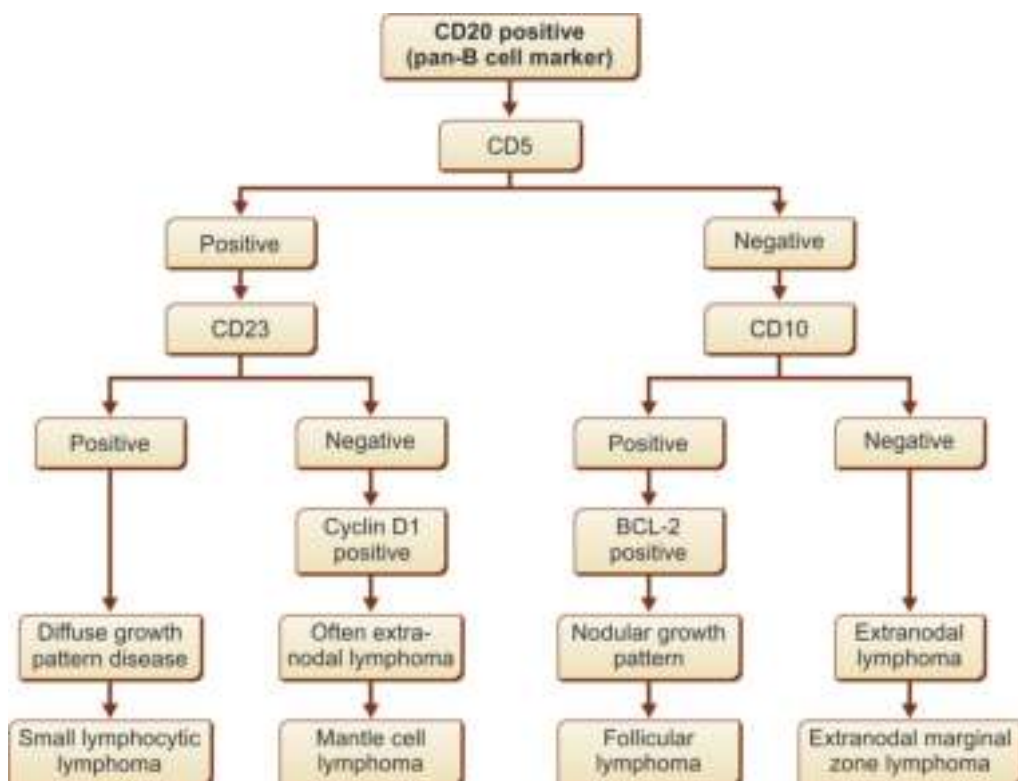 CD20 positive
(pan-B cell marker)
CD5
Positive
Negative
CD23
CD10
Positive
Negative
Positive
Negative
Cyclin D1
positive
BCL-2
positive
Diffuse growth
pattern disease
Often extra-
nodal lymphoma
Nodular growth
pattern
Extranodal
lymphoma
Small lymphocytic
lymphoma
Mantle cell
lymphoma
Follicular
lymphoma
Extranodal marginal
zone lymphoma